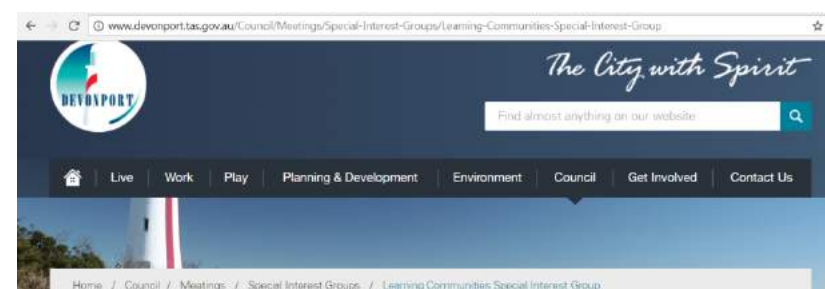 www.devonport.tas.gov.au/Council/Meetings/Special-Interest-Groups/Learning-Communities-Special-Interest-Group
The City with Spirit
DEVONPORT
Find almost anything on our website
Live Work Play Planning & Development Environment Council Get Involved Contact Us
Home / Council / Meetings / Special Interest Groups / Learning Communities Special Interest Group